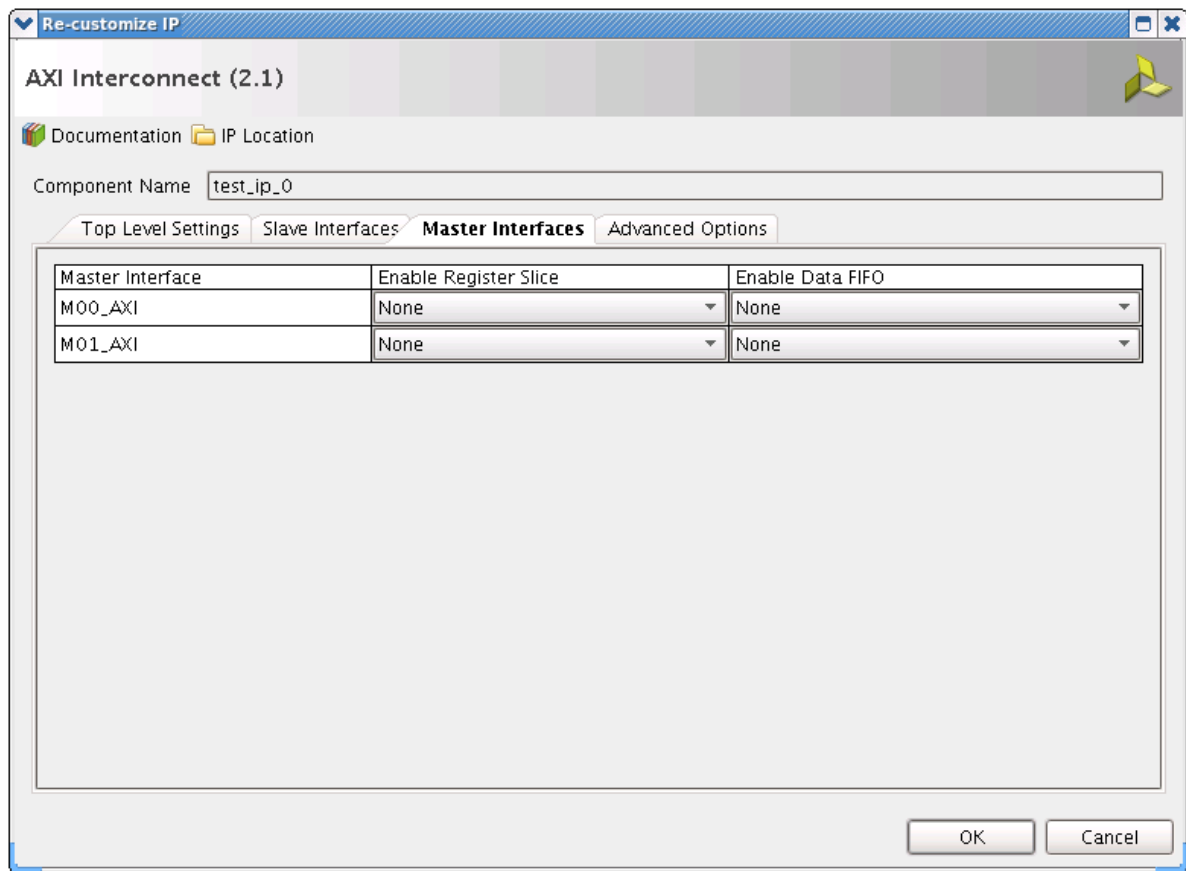 Re-customize IP
AXI Interconnect (2.1)
Documentation IP Location
Component Name test_ip_0
Top Level Settings Slave Interfaces Master Interfaces Advanced Options
Master Interface Enable Register Slice Enable Data FIFO
M00_AXI None None
M01_AXI None None
OK Cancel